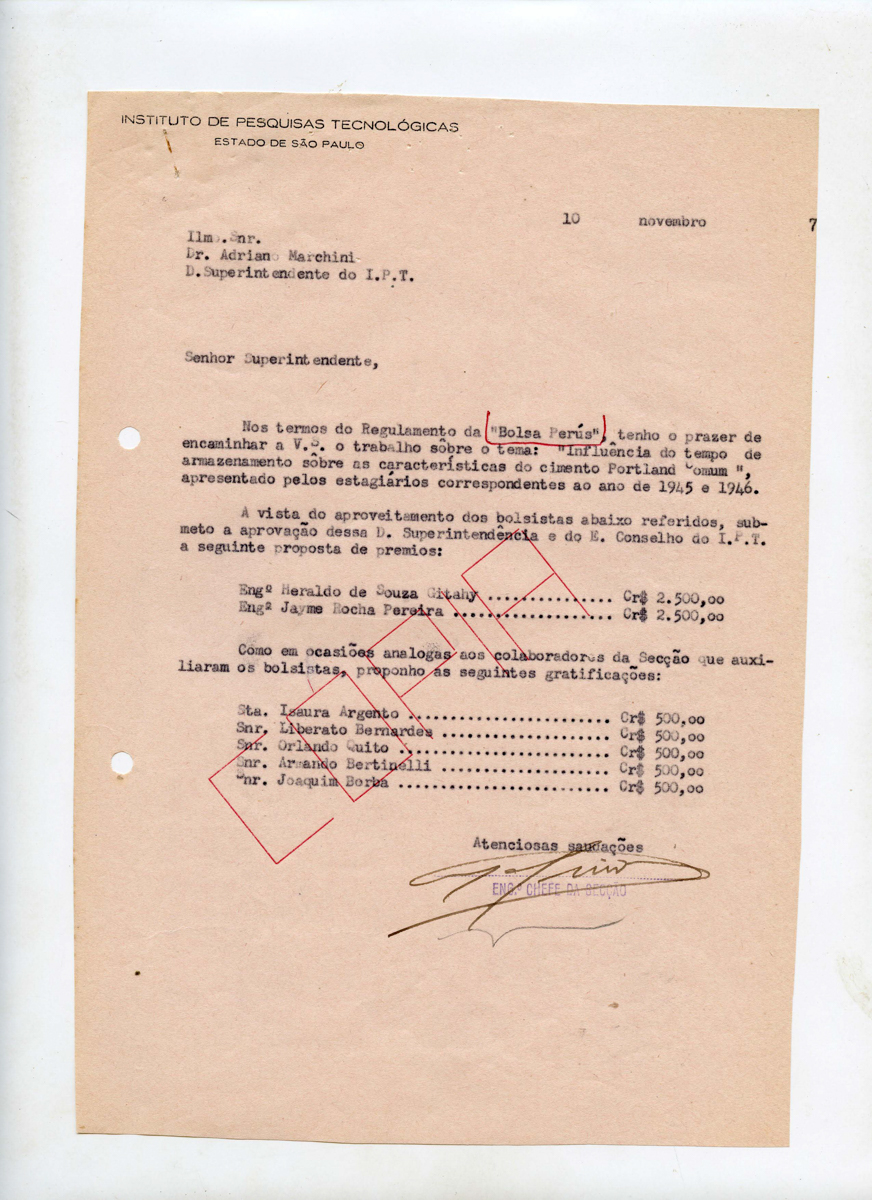 INSTITUTO DE PESQUISAS TECNOLÓGICAS
ESTADO DE SÃO PAULO
10 novembro 7
Ilmo.Snr.
Dr. Adriano Marchini
D.Superintendente do I.P.T.
Senhor Superintendente,
Nos termos do Regulamento da "Bolsa Perús", tenho o prazer de
encaminhar a V.S. o trabalho sôbre o tema: "Influência do tempo de
armazenamento sôbre as características do cimento Portland Comum ",
apresentado pelos estagiários correspondentes ao ano de 1945 e 1946.
A vista do aproveitamento dos bolsistas abaixo referidos, sub-
meto a aprovação dessa D. Superintendência e do E. Conselho do I.P.T.
a seguinte proposta de premios:
Engº Heraldo de Souza Gitahy ............... Cr$ 2.500,00
Engº Jayme Rocha Pereira ................... Cr$ 2.500,00
Como em ocasiões analogas aos colaboradores da Secção que auxi-
liaram os bolsistas, proponho as seguintes gratificações:
Sta. Isaura Argento ........................ Cr$ 500,00
Snr. Liberato Bernardes .................... Cr$ 500,00
Snr. Orlando Quito ......................... Cr$ 500,00
Snr. Armando Bertinelli .................... Cr$ 500,00
Snr. Joaquim Borba ......................... Cr$ 500,00
Atenciosas saudações
ENG.º CHEFE DA SECÇÃO